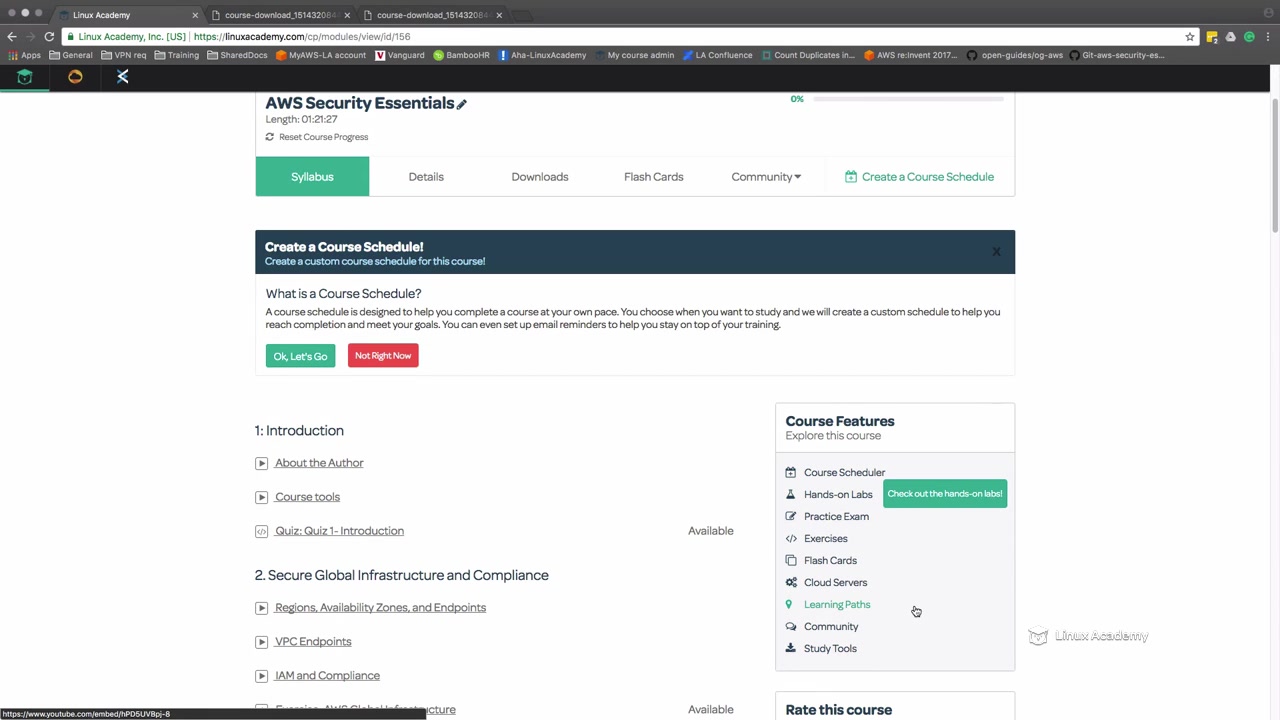 Linux Academy
course-download_151432084
course-download_151432084
Linux Academy, Inc. [US] | https://linuxacademy.com/cp/modules/view/id/156
Apps General VPN req Training SharedDocs MyAWS-LA account Vanguard BambooHR Aha-LinuxAcademy My course admin LA Confluence Count Duplicates in... AWS re:Invent 2017... open-guides/og-aws Git-aws-security-es...
AWS Security Essentials
0%
Length: 01:21:27
Reset Course Progress
Syllabus Details Downloads Flash Cards Community Create a Course Schedule
Create a Course Schedule!
X
Create a custom course schedule for this course!
What is a Course Schedule?
A course schedule is designed to help you complete a course at your own pace. You choose when you want to study and we will create a custom schedule to help you
reach completion and meet your goals. You can even set up email reminders to help you stay on top of your training.
Ok, Let's Go Not Right Now
1: Introduction
About the Author
Course tools
Quiz: Quiz 1- Introduction Available
2. Secure Global Infrastructure and Compliance
Regions, Availability Zones, and Endpoints
VPC Endpoints
IAM and Compliance
Available
Course Features
Explore this course
Course Scheduler
Hands-on Labs Check out the hands-on labs!
Practice Exam
Exercises
Flash Cards
Cloud Servers
Learning Paths
Community
Study Tools
Rate this course
Linux Academy
https://www.youtube.com/embed/hPD5UVBpj-8